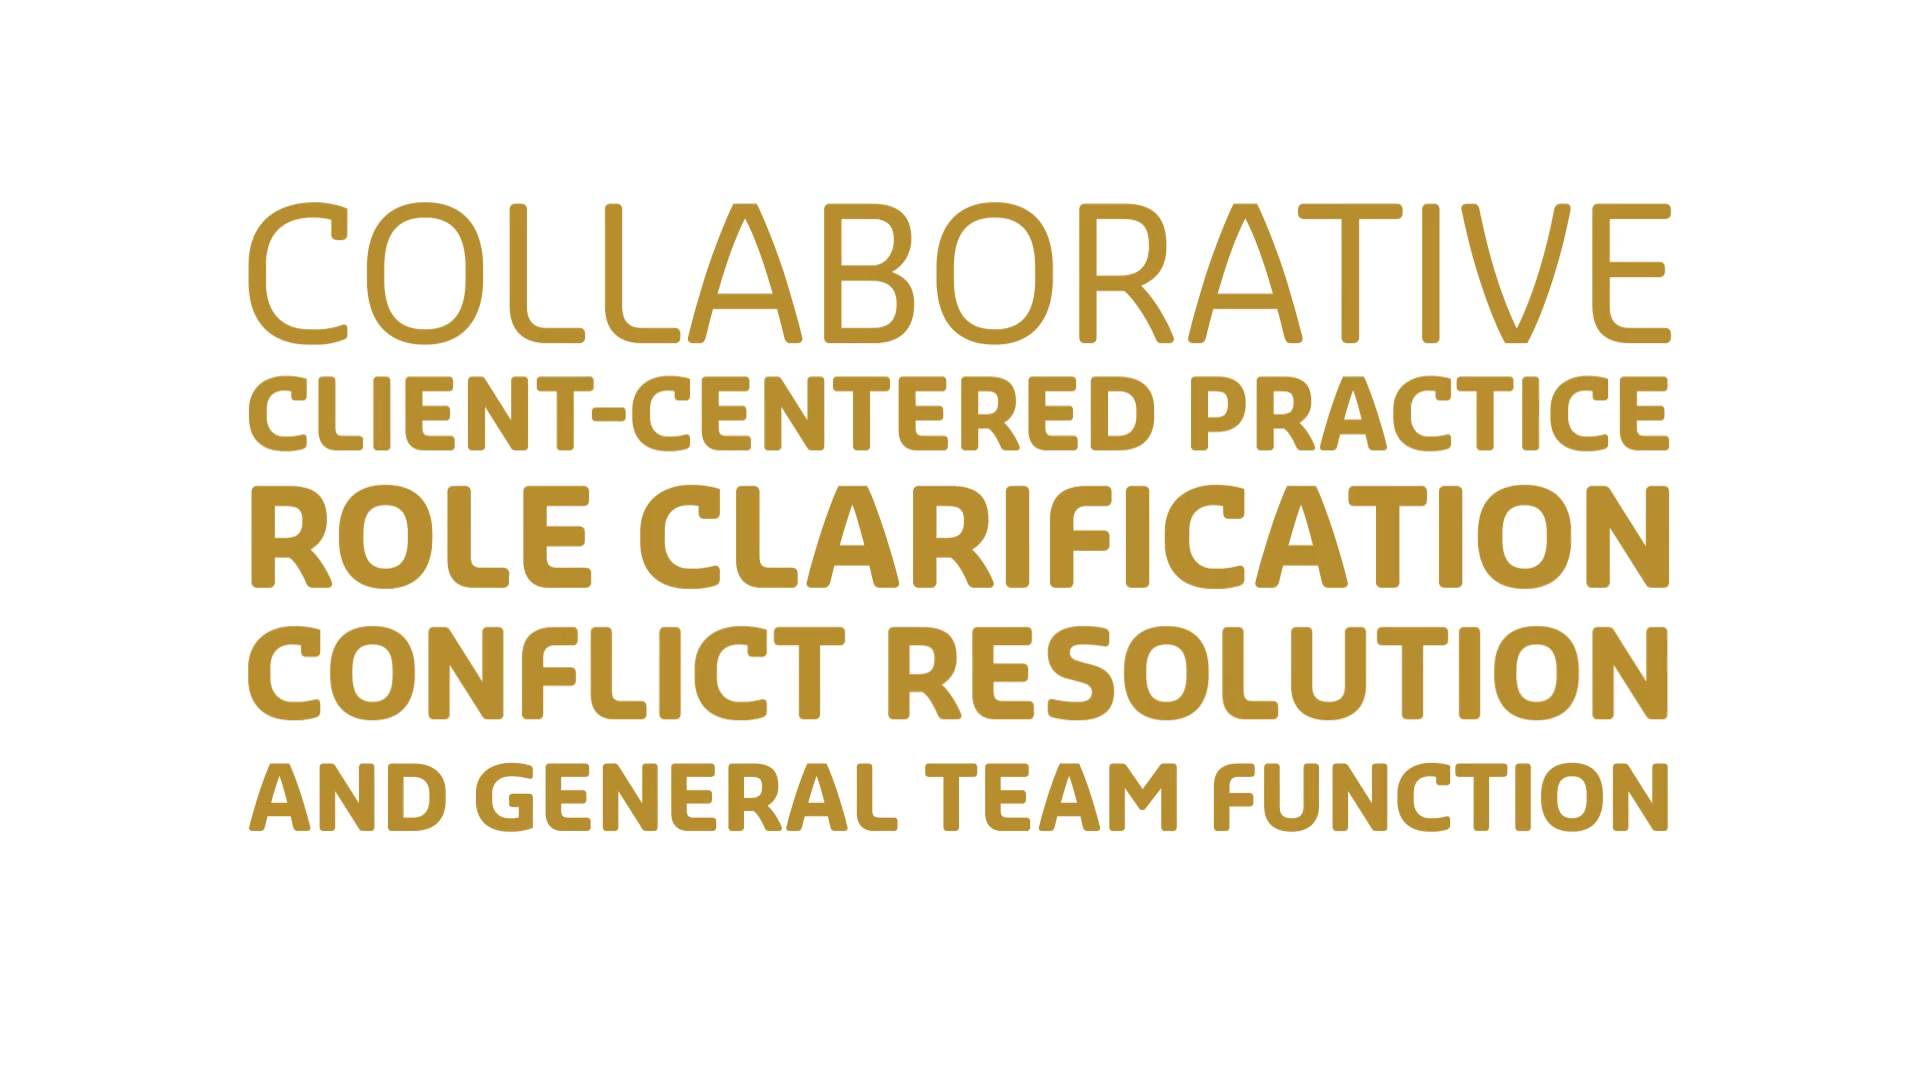 COLLABORATIVE
CLIENT-CENTERED PRACTICE
ROLE CLARIFICATION
CONFLICT RESOLUTION
AND GENERAL TEAM FUNCTION